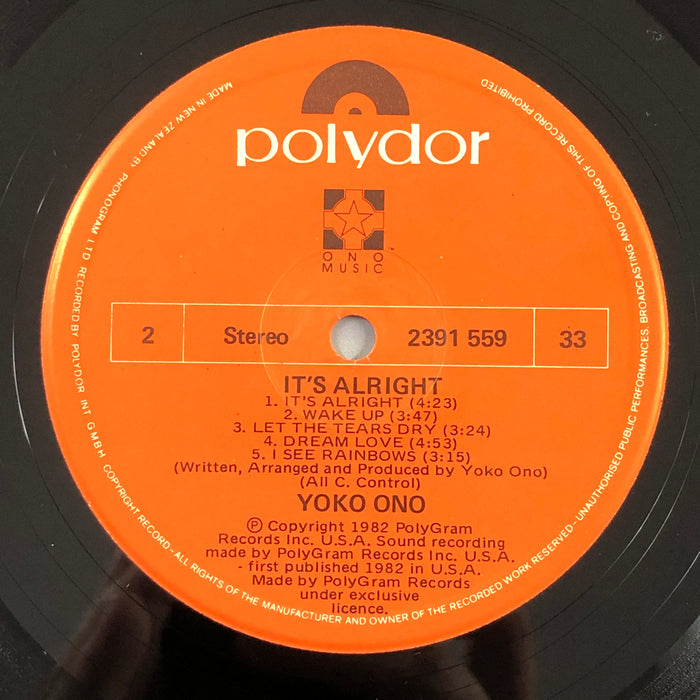 polydor
ONO
MUSIC
™
2 Stereo 2391 559 33
IT'S ALRIGHT
1. IT'S ALRIGHT (4:23)
2. WAKE UP (3:47)
3. LET THE TEARS DRY (3:24)
4. DREAM LOVE (4:53)
5. I SEE RAINBOWS (3:15)
(Written, Arranged and Produced by Yoko Ono)
(All C. Control)
YOKO ONO
Ⓟ Copyright 1982 PolyGram
Records Inc. U.S.A. Sound recording
made by PolyGram Records Inc. U.S.A.
- first published 1982 in U.S.A.
Made by PolyGram Records
under exclusive
licence.
MADE IN NEW ZEALAND BY PHONOGRAM LTD RECORDED BY POLYDOR INT GMBH COPYRIGHT RECORD - ALL RIGHTS OF THE MANUFACTURER AND OWNER OF THE RECORDED WORK RESERVED - UNAUTHORISED PUBLIC PERFORMANCES, BROADCASTING AND COPYING OF THIS RECORD PROHIBITED